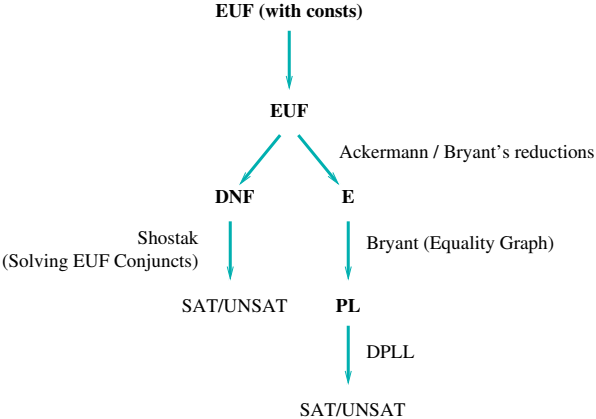 EUF (with consts)
EUF
Ackermann / Bryant's reductions
DNF
E
Shostak
(Solving EUF Conjuncts)
Bryant (Equality Graph)
SAT/UNSAT
PL
DPLL
SAT/UNSAT